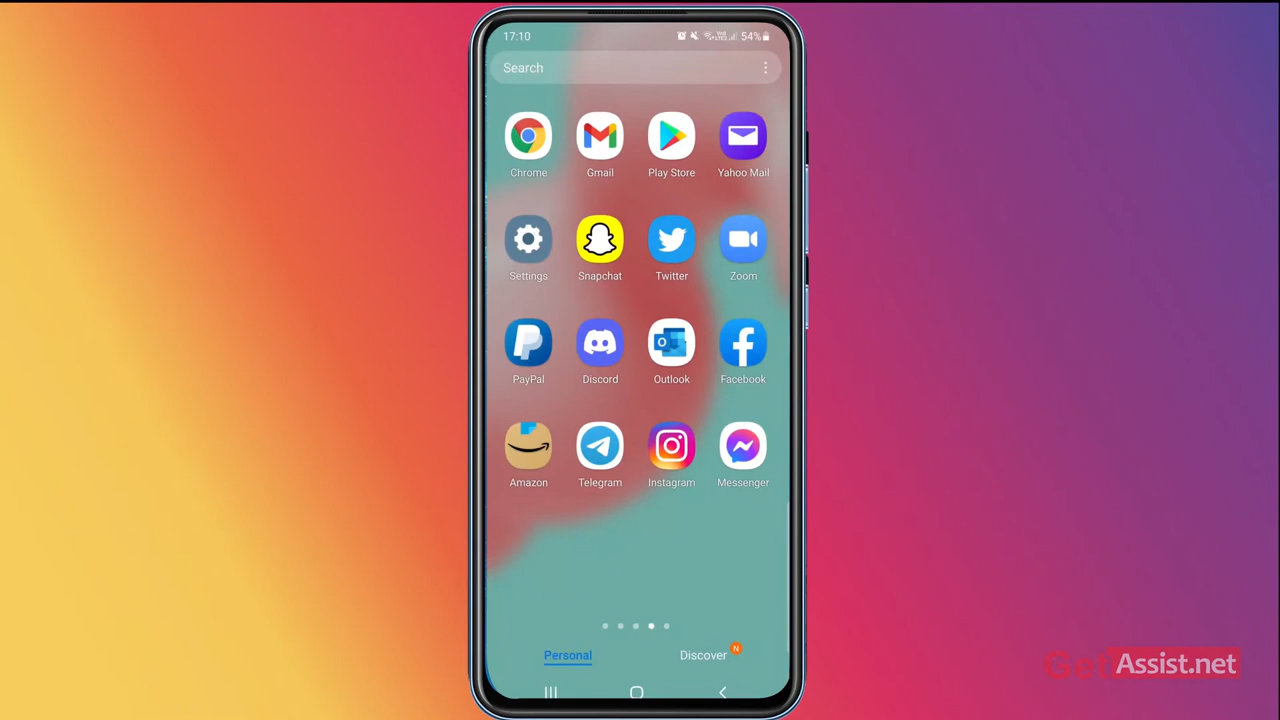 17:10 54%
Search
Chrome Gmail Play Store Yahoo Mail
Settings Snapchat Twitter Zoom
PayPal Discord Outlook Facebook
Amazon Telegram Instagram Messenger
Personal Discover N
GetAssist.net